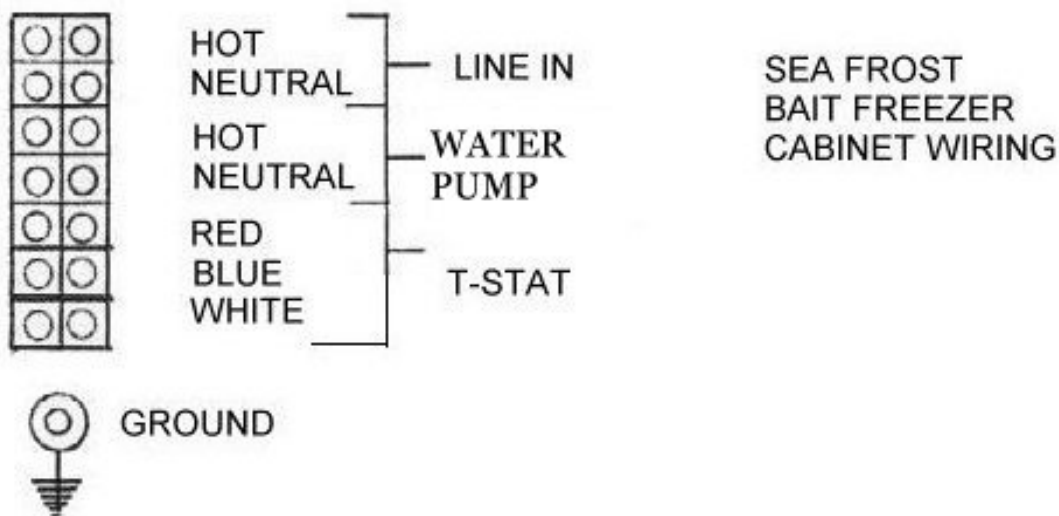 HOT
NEUTRAL
LINE IN
HOT
NEUTRAL
WATER
PUMP
RED
BLUE
WHITE
T-STAT
GROUND
SEA FROST
BAIT FREEZER
CABINET WIRING